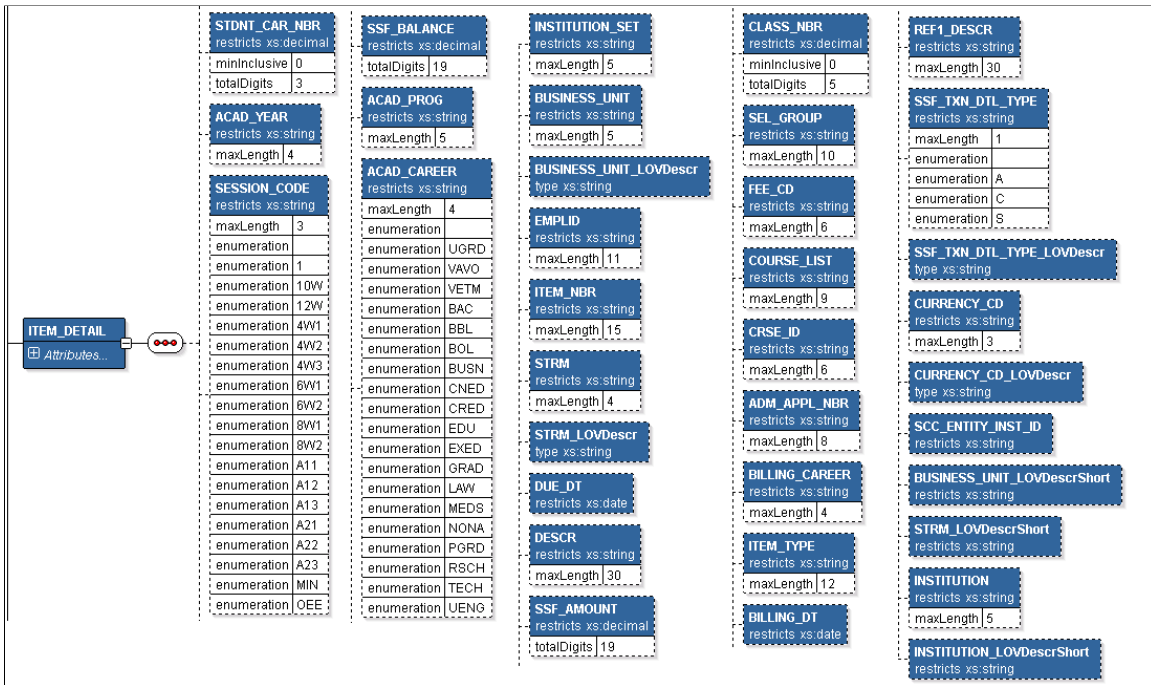 ITEM_DETAIL
Attributes...
STDNT_CAR_NBR
restricts xs:decimal
minInclusive 0
totalDigits 3
ACAD_YEAR
restricts xs:string
maxLength 4
SESSION_CODE
restricts xs:string
maxLength 3
enumeration
enumeration 1
enumeration 10W
enumeration 12W
enumeration 4W1
enumeration 4W2
enumeration 4W3
enumeration 6W1
enumeration 6W2
enumeration 8W1
enumeration 8W2
enumeration A11
enumeration A12
enumeration A13
enumeration A21
enumeration A22
enumeration A23
enumeration MIN
enumeration OEE
SSF_BALANCE
restricts xs:decimal
totalDigits 19
ACAD_PROG
restricts xs:string
maxLength 5
ACAD_CAREER
restricts xs:string
maxLength 4
enumeration
enumeration UGRD
enumeration VAVO
enumeration VETM
enumeration BAC
enumeration BBL
enumeration BOL
enumeration BUSN
enumeration CNED
enumeration CRED
enumeration EDU
enumeration EXED
enumeration GRAD
enumeration LAW
enumeration MEDS
enumeration NONA
enumeration PGRD
enumeration RSCH
enumeration TECH
enumeration UENG
INSTITUTION_SET
restricts xs:string
maxLength 5
BUSINESS_UNIT
restricts xs:string
maxLength 5
BUSINESS_UNIT_LOVDescr
type xs:string
EMPLID
restricts xs:string
maxLength 11
ITEM_NBR
restricts xs:string
maxLength 15
STRM
restricts xs:string
maxLength 4
STRM_LOVDescr
type xs:string
DUE_DT
restricts xs:date
DESCR
restricts xs:string
maxLength 30
SSF_AMOUNT
restricts xs:decimal
totalDigits 19
CLASS_NBR
restricts xs:decimal
minInclusive 0
totalDigits 5
SEL_GROUP
restricts xs:string
maxLength 10
FEE_CD
restricts xs:string
maxLength 6
COURSE_LIST
restricts xs:string
maxLength 9
CRSE_ID
restricts xs:string
maxLength 6
ADM_APPL_NBR
restricts xs:string
maxLength 8
BILLING_CAREER
restricts xs:string
maxLength 4
ITEM_TYPE
restricts xs:string
maxLength 12
BILLING_DT
restricts xs:date
REF1_DESCR
restricts xs:string
maxLength 30
SSF_TXN_DTL_TYPE
restricts xs:string
maxLength 1
enumeration
enumeration A
enumeration C
enumeration S
SSF_TXN_DTL_TYPE_LOVDescr
type xs:string
CURRENCY_CD
restricts xs:string
maxLength 3
CURRENCY_CD_LOVDescr
type xs:string
SCC_ENTITY_INST_ID
restricts xs:string
BUSINESS_UNIT_LOVDescrShort
restricts xs:string
STRM_LOVDescrShort
restricts xs:string
INSTITUTION
restricts xs:string
maxLength 5
INSTITUTION_LOVDescrShort
restricts xs:string